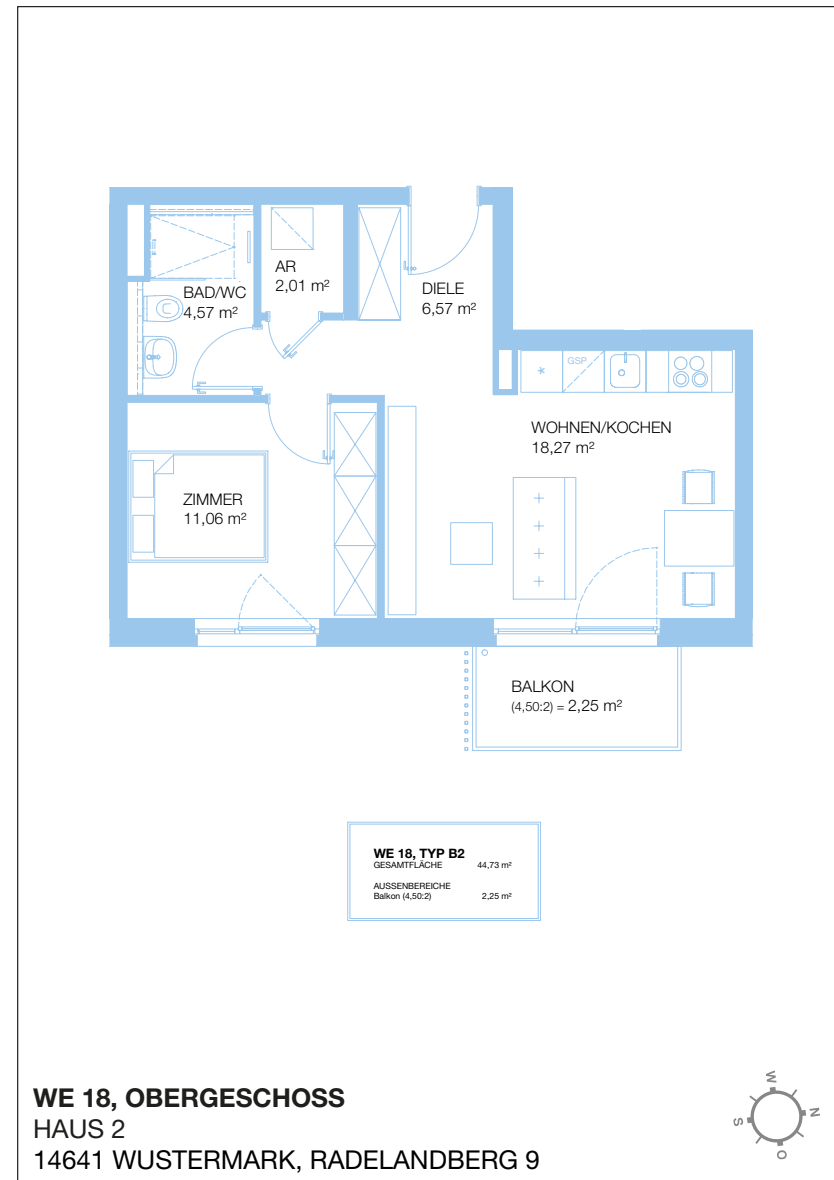 AR
2,01 m²
BAD/WC
4,57 m²
DIELE
6,57 m²
GSP
*
WOHNEN/KOCHEN
18,27 m²
ZIMMER
11,06 m²
BALKON
(4,50:2) = 2,25 m²
WE 18, TYP B2
GESAMTFLÄCHE 44,73 m²
AUSSENBEREICHE
Balkon (4,50:2) 2,25 m²
WE 18, OBERGESCHOSS
HAUS 2
14641 WUSTERMARK, RADELANDBERG 9
W
N
S
O